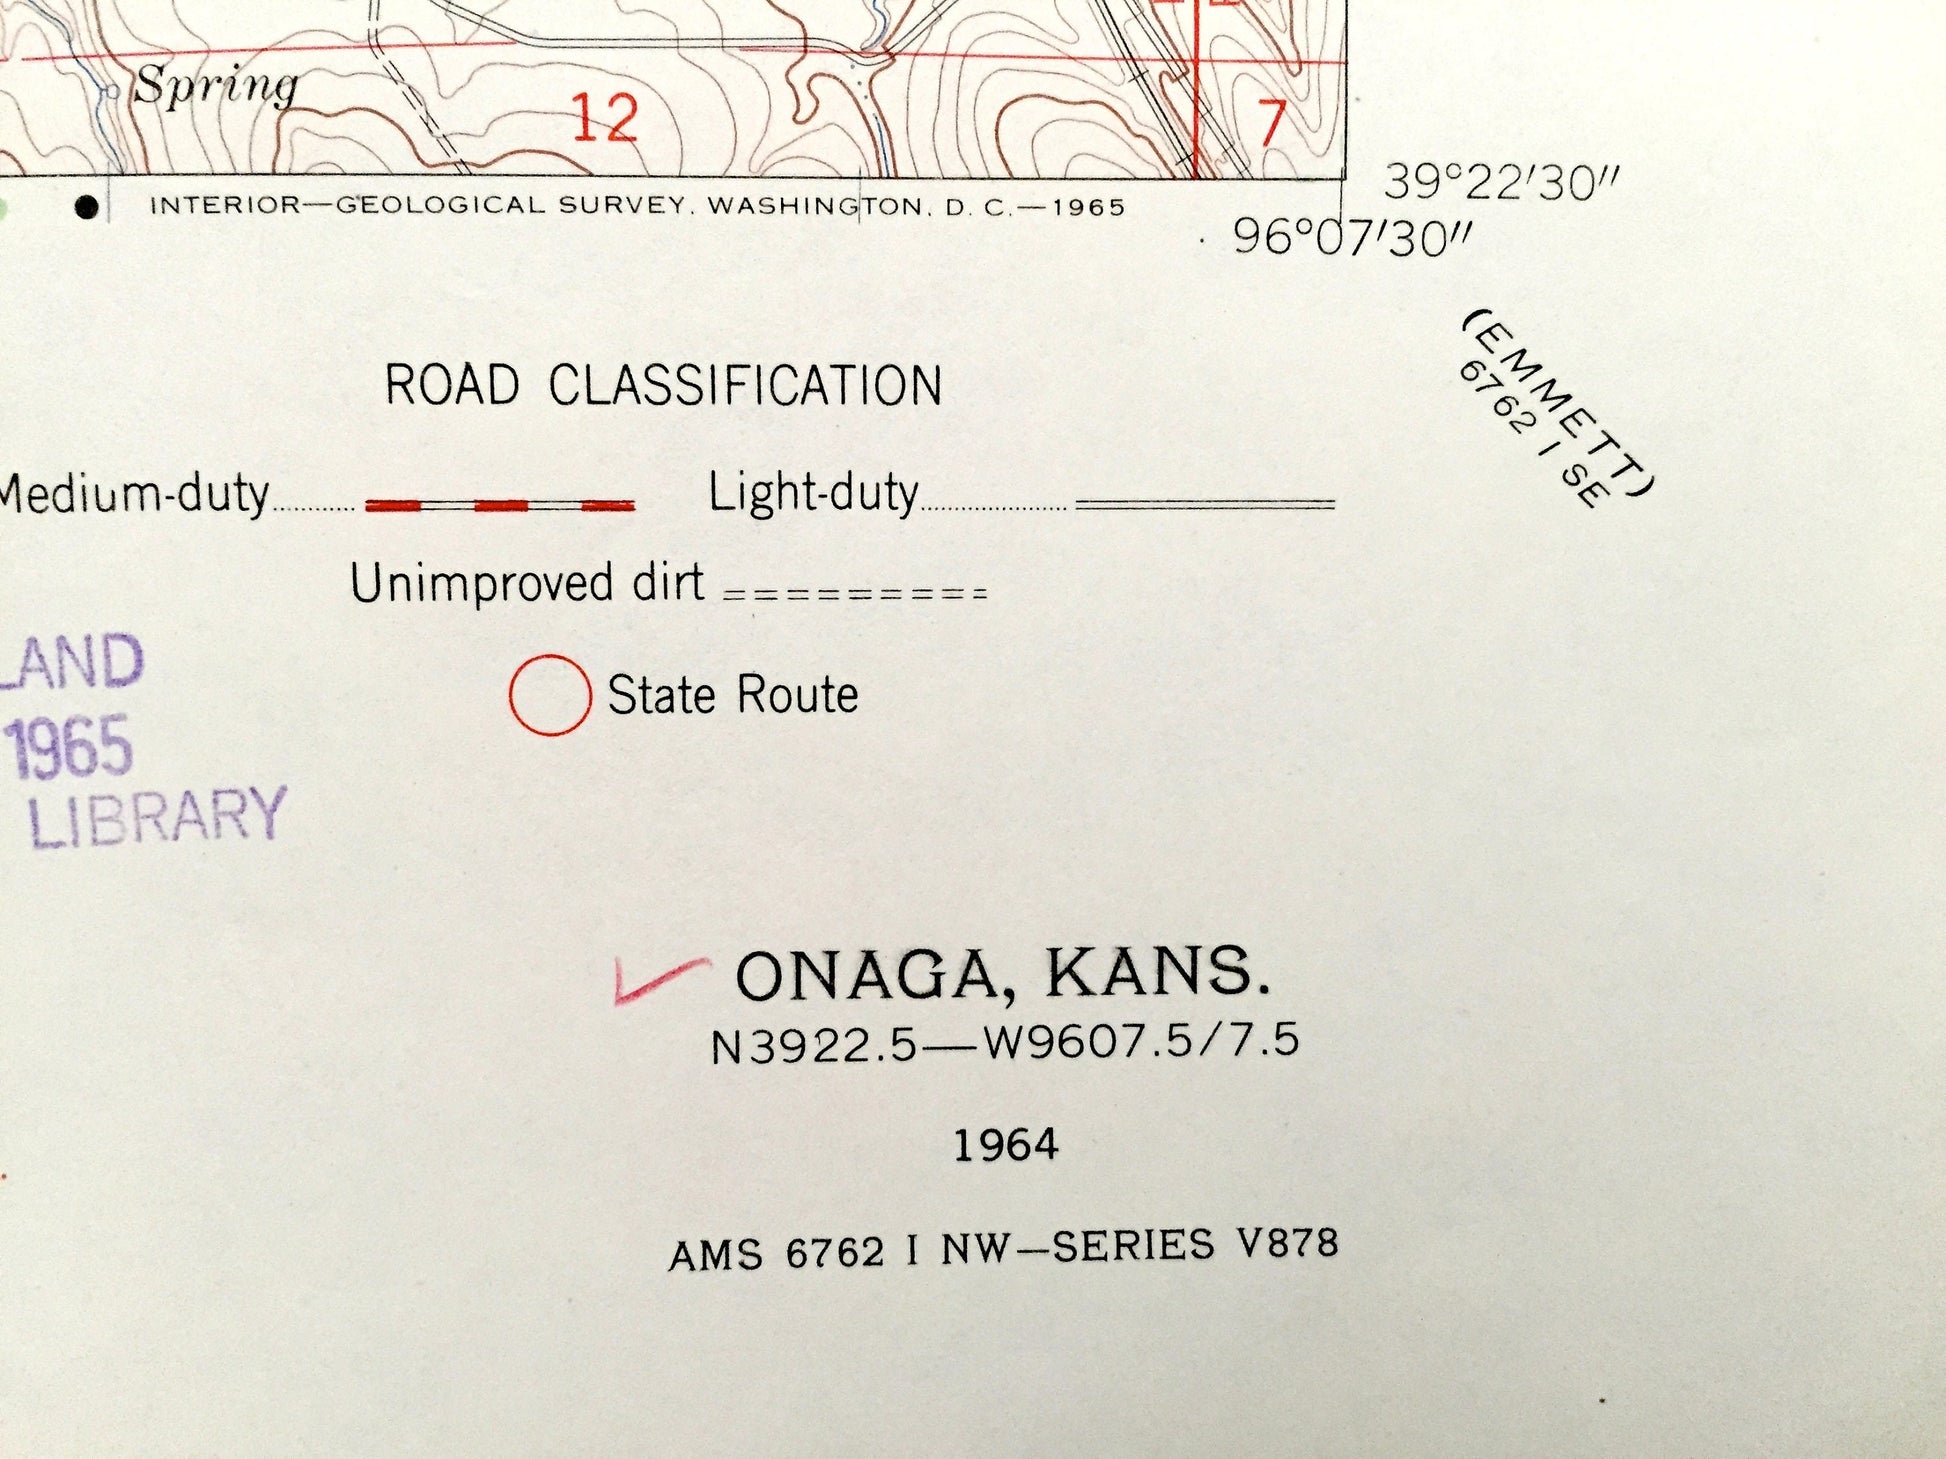 Spring
12
7
INTERIOR—GEOLOGICAL SURVEY, WASHINGTON, D. C.—1965
39°22′30″
96°07′30″
(EMMETT)
6762 I SE
ROAD CLASSIFICATION
Medium-duty Light-duty
Unimproved dirt
State Route
LAND
1965
LIBRARY
ONAGA, KANS.
N3922.5—W9607.5/7.5
1964
AMS 6762 I NW—SERIES V878